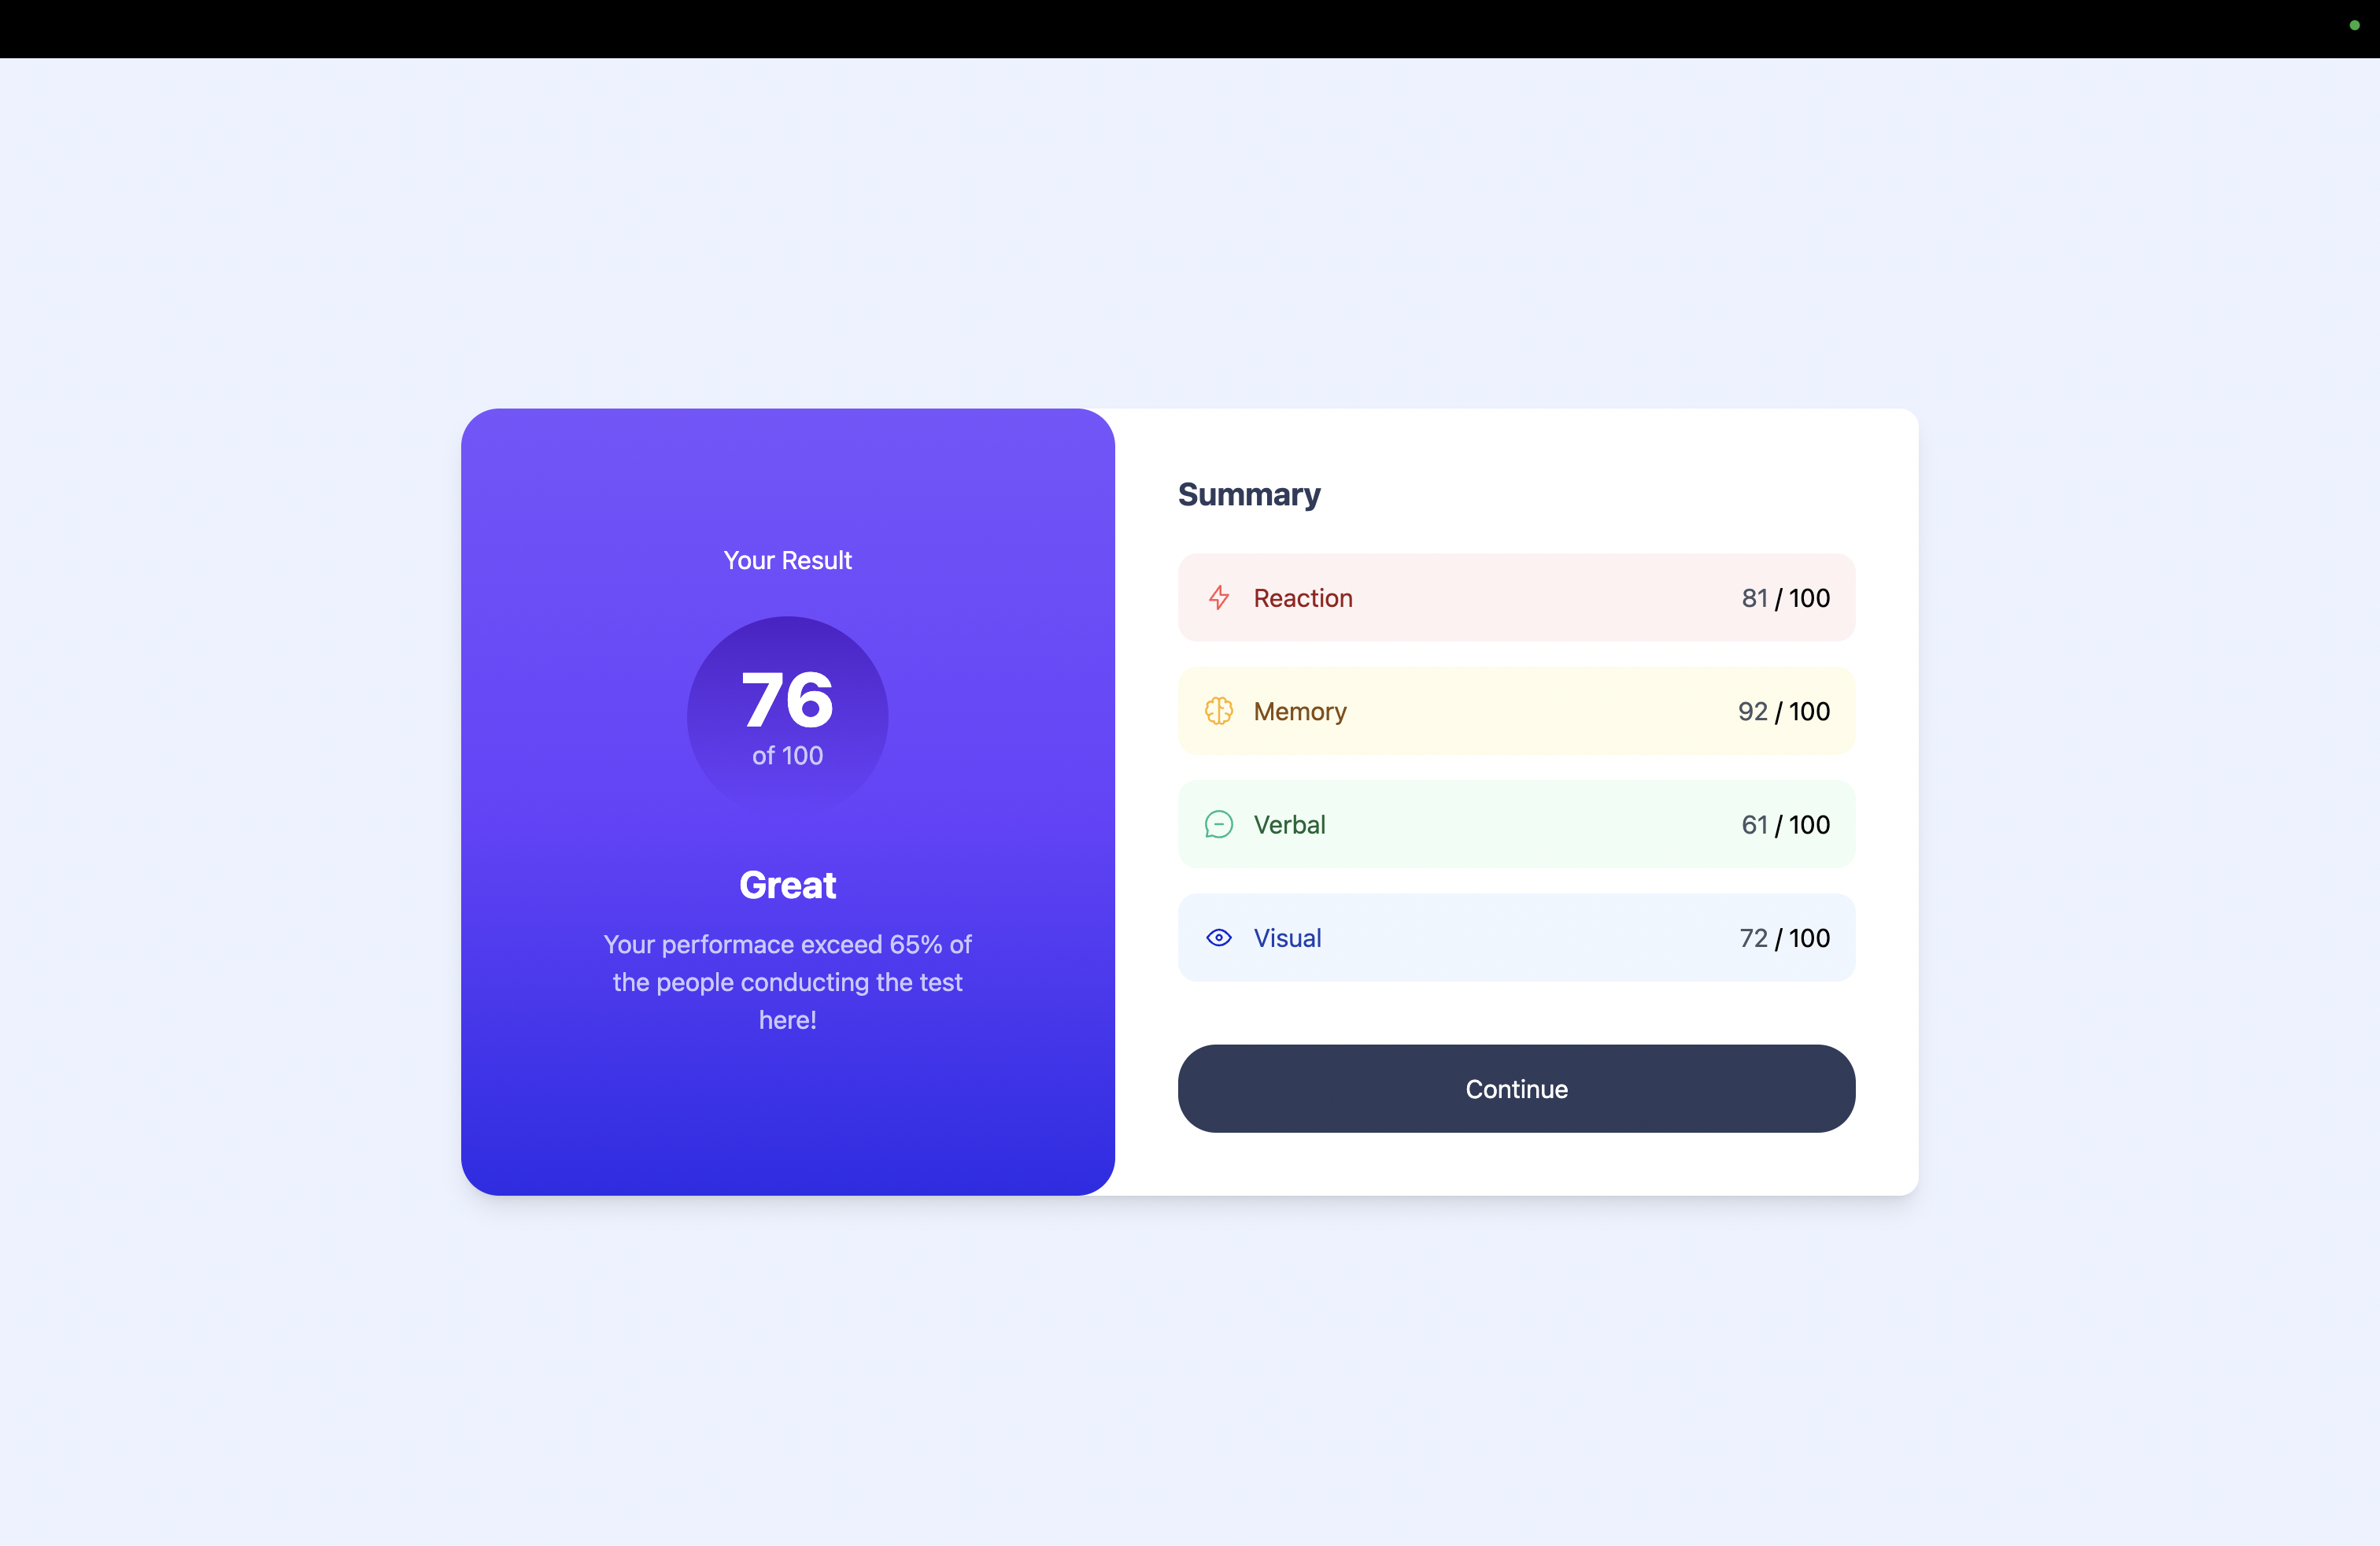 Your Result
76
of 100
Great
Your performace exceed 65% of
the people conducting the test
here!
Summary
Reaction 81 / 100
Memory 92 / 100
Verbal 61 / 100
Visual 72 / 100
Continue